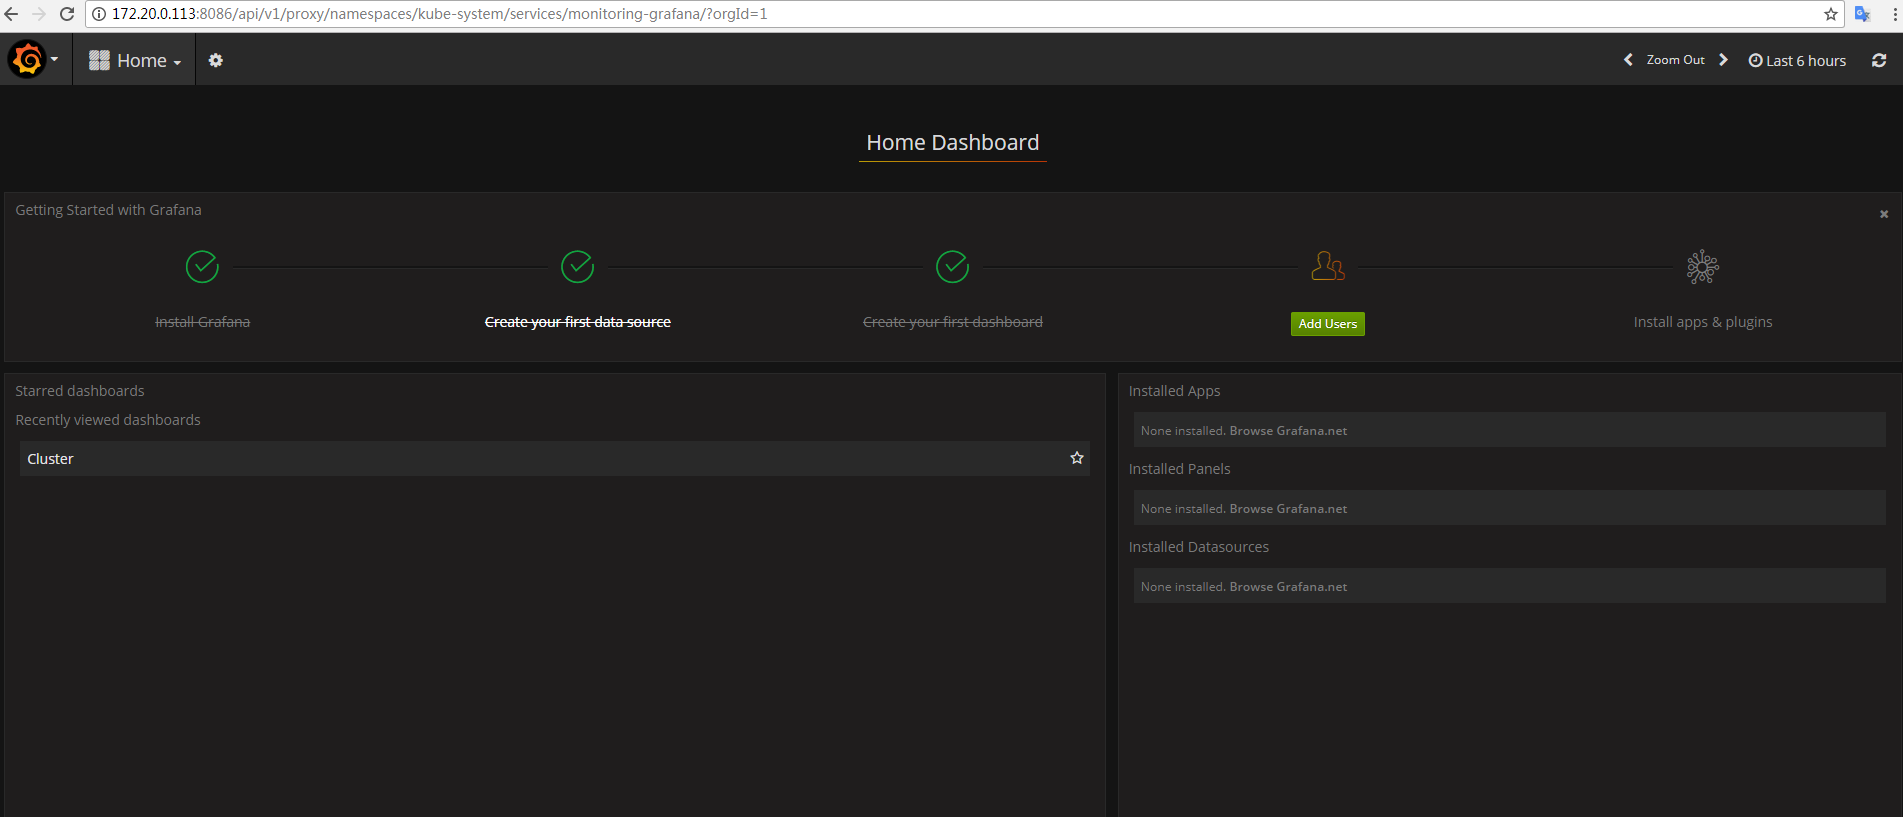 172.20.0.113:8086/api/v1/proxy/namespaces/kube-system/services/monitoring-grafana/?orgId=1
Home
Zoom Out
Last 6 hours
Home Dashboard
Getting Started with Grafana
Install Grafana
Create your first data source
Create your first dashboard
Add Users
Install apps & plugins
Starred dashboards
Recently viewed dashboards
Cluster
Installed Apps
None installed. Browse Grafana.net
Installed Panels
None installed. Browse Grafana.net
Installed Datasources
None installed. Browse Grafana.net